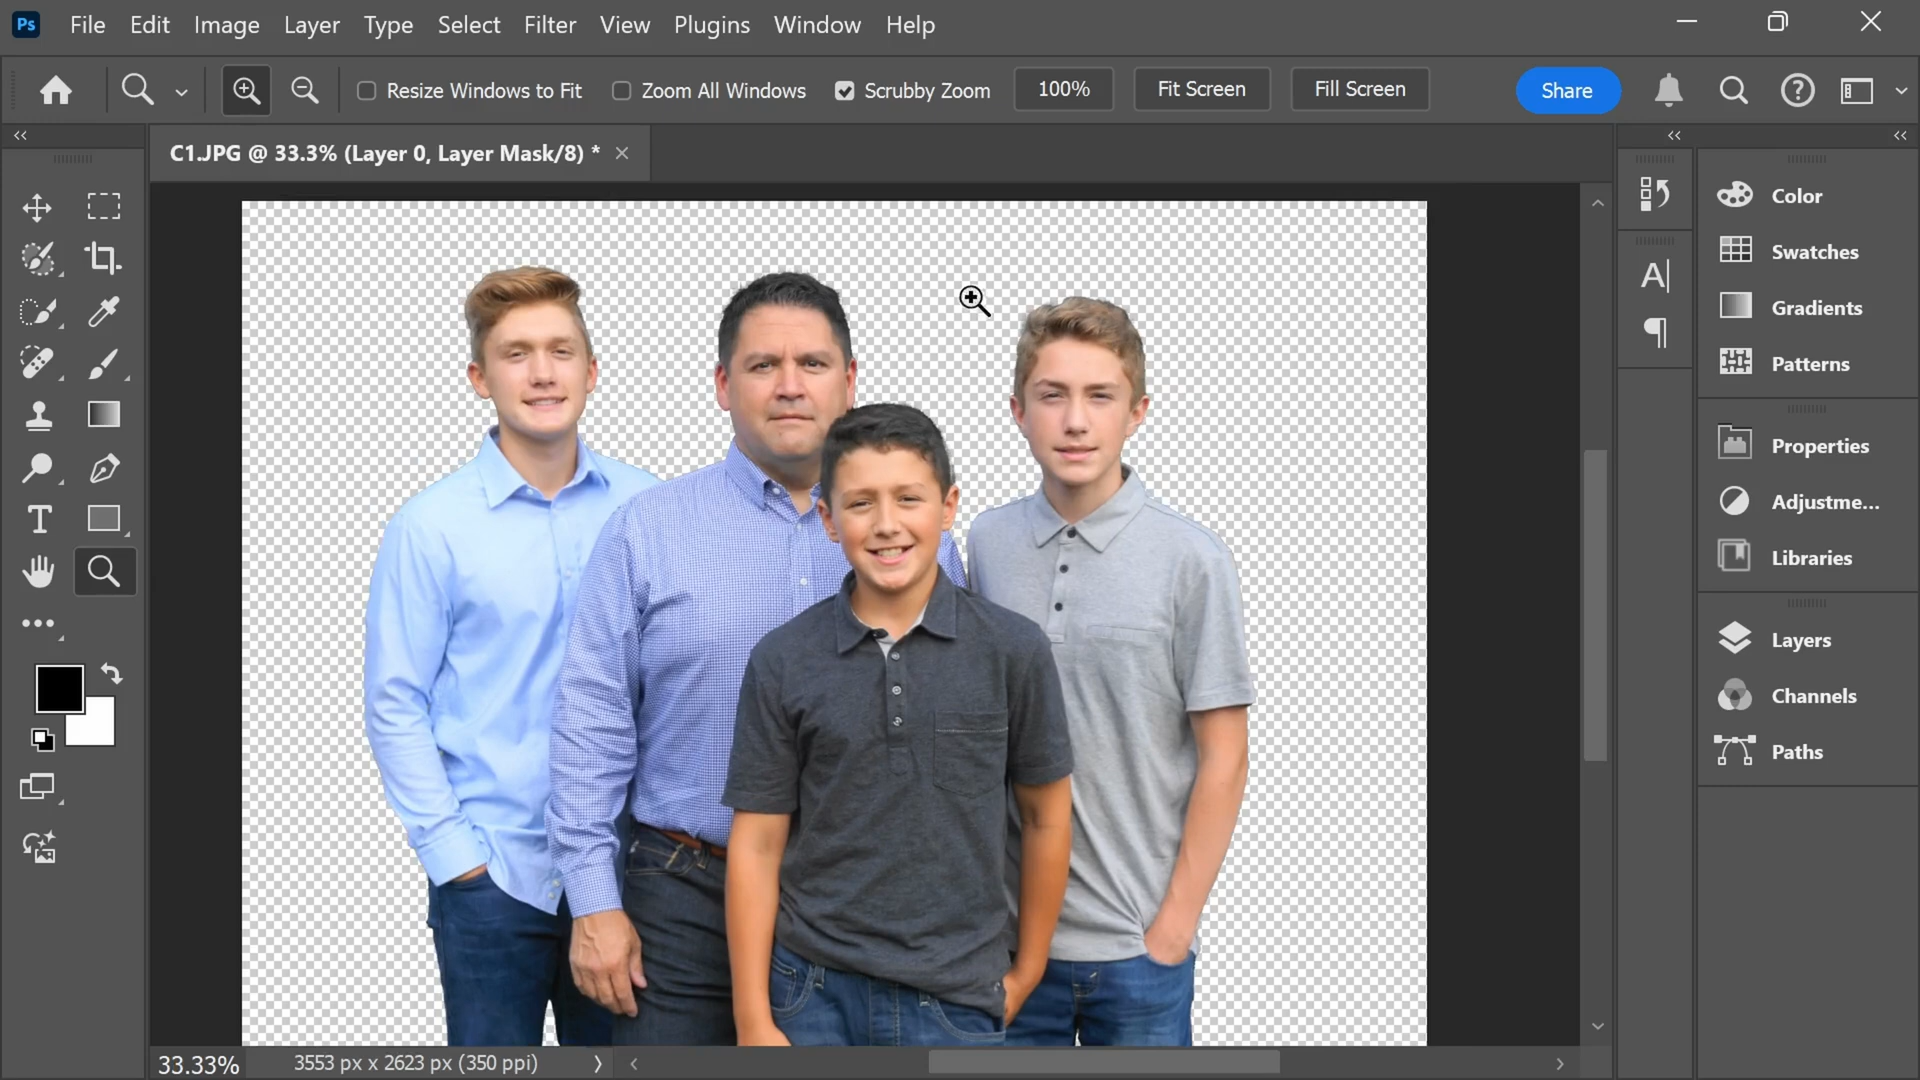 Ps File Edit Image Layer Type Select Filter View Plugins Window Help
Resize Windows to Fit Zoom All Windows Scrubby Zoom 100% Fit Screen Fill Screen Share
C1.JPG @ 33.3% (Layer 0, Layer Mask/8) *
Color
Swatches
Gradients
Patterns
Properties
Adjustme...
Libraries
Layers
Channels
Paths
33.33% 3553 px x 2623 px (350 ppi)